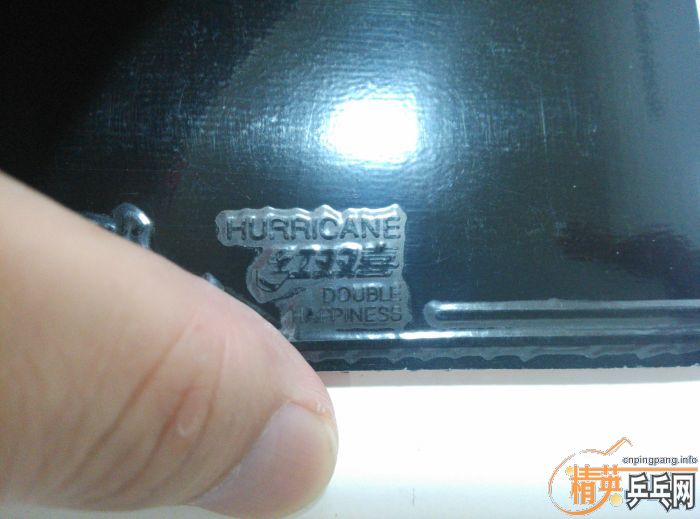 HURRICANE
红双喜
DOUBLE
HAPPINESS
cnpingpang.info
精英乒乓网